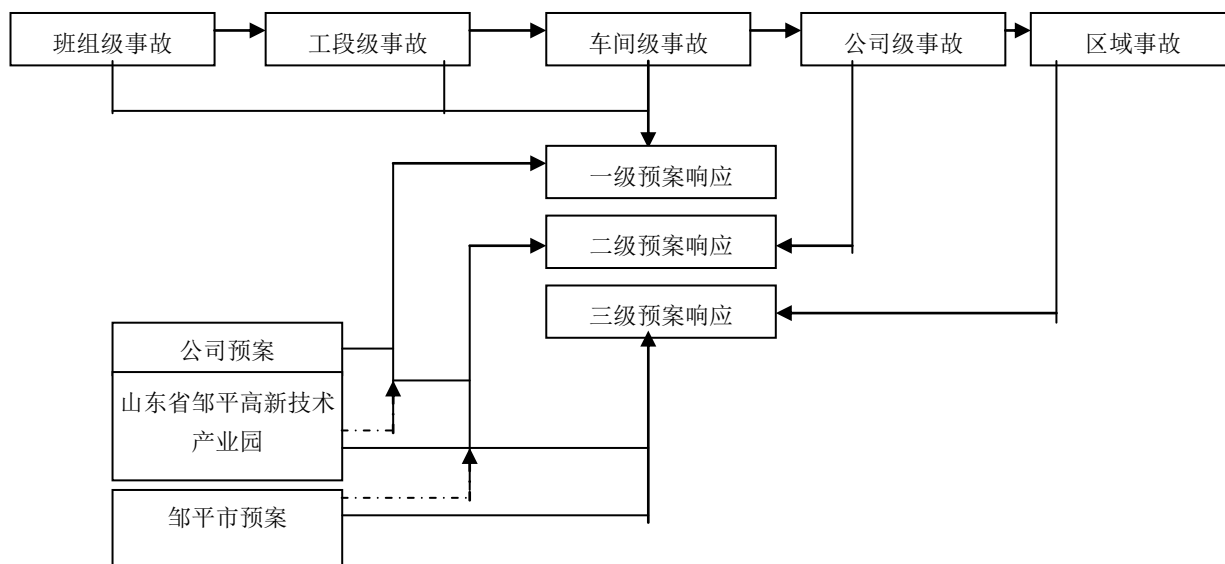 班组级事故
工段级事故
车间级事故
公司级事故
区域事故
一级预案响应
二级预案响应
三级预案响应
公司预案
山东省邹平高新技术
产业园
邹平市预案